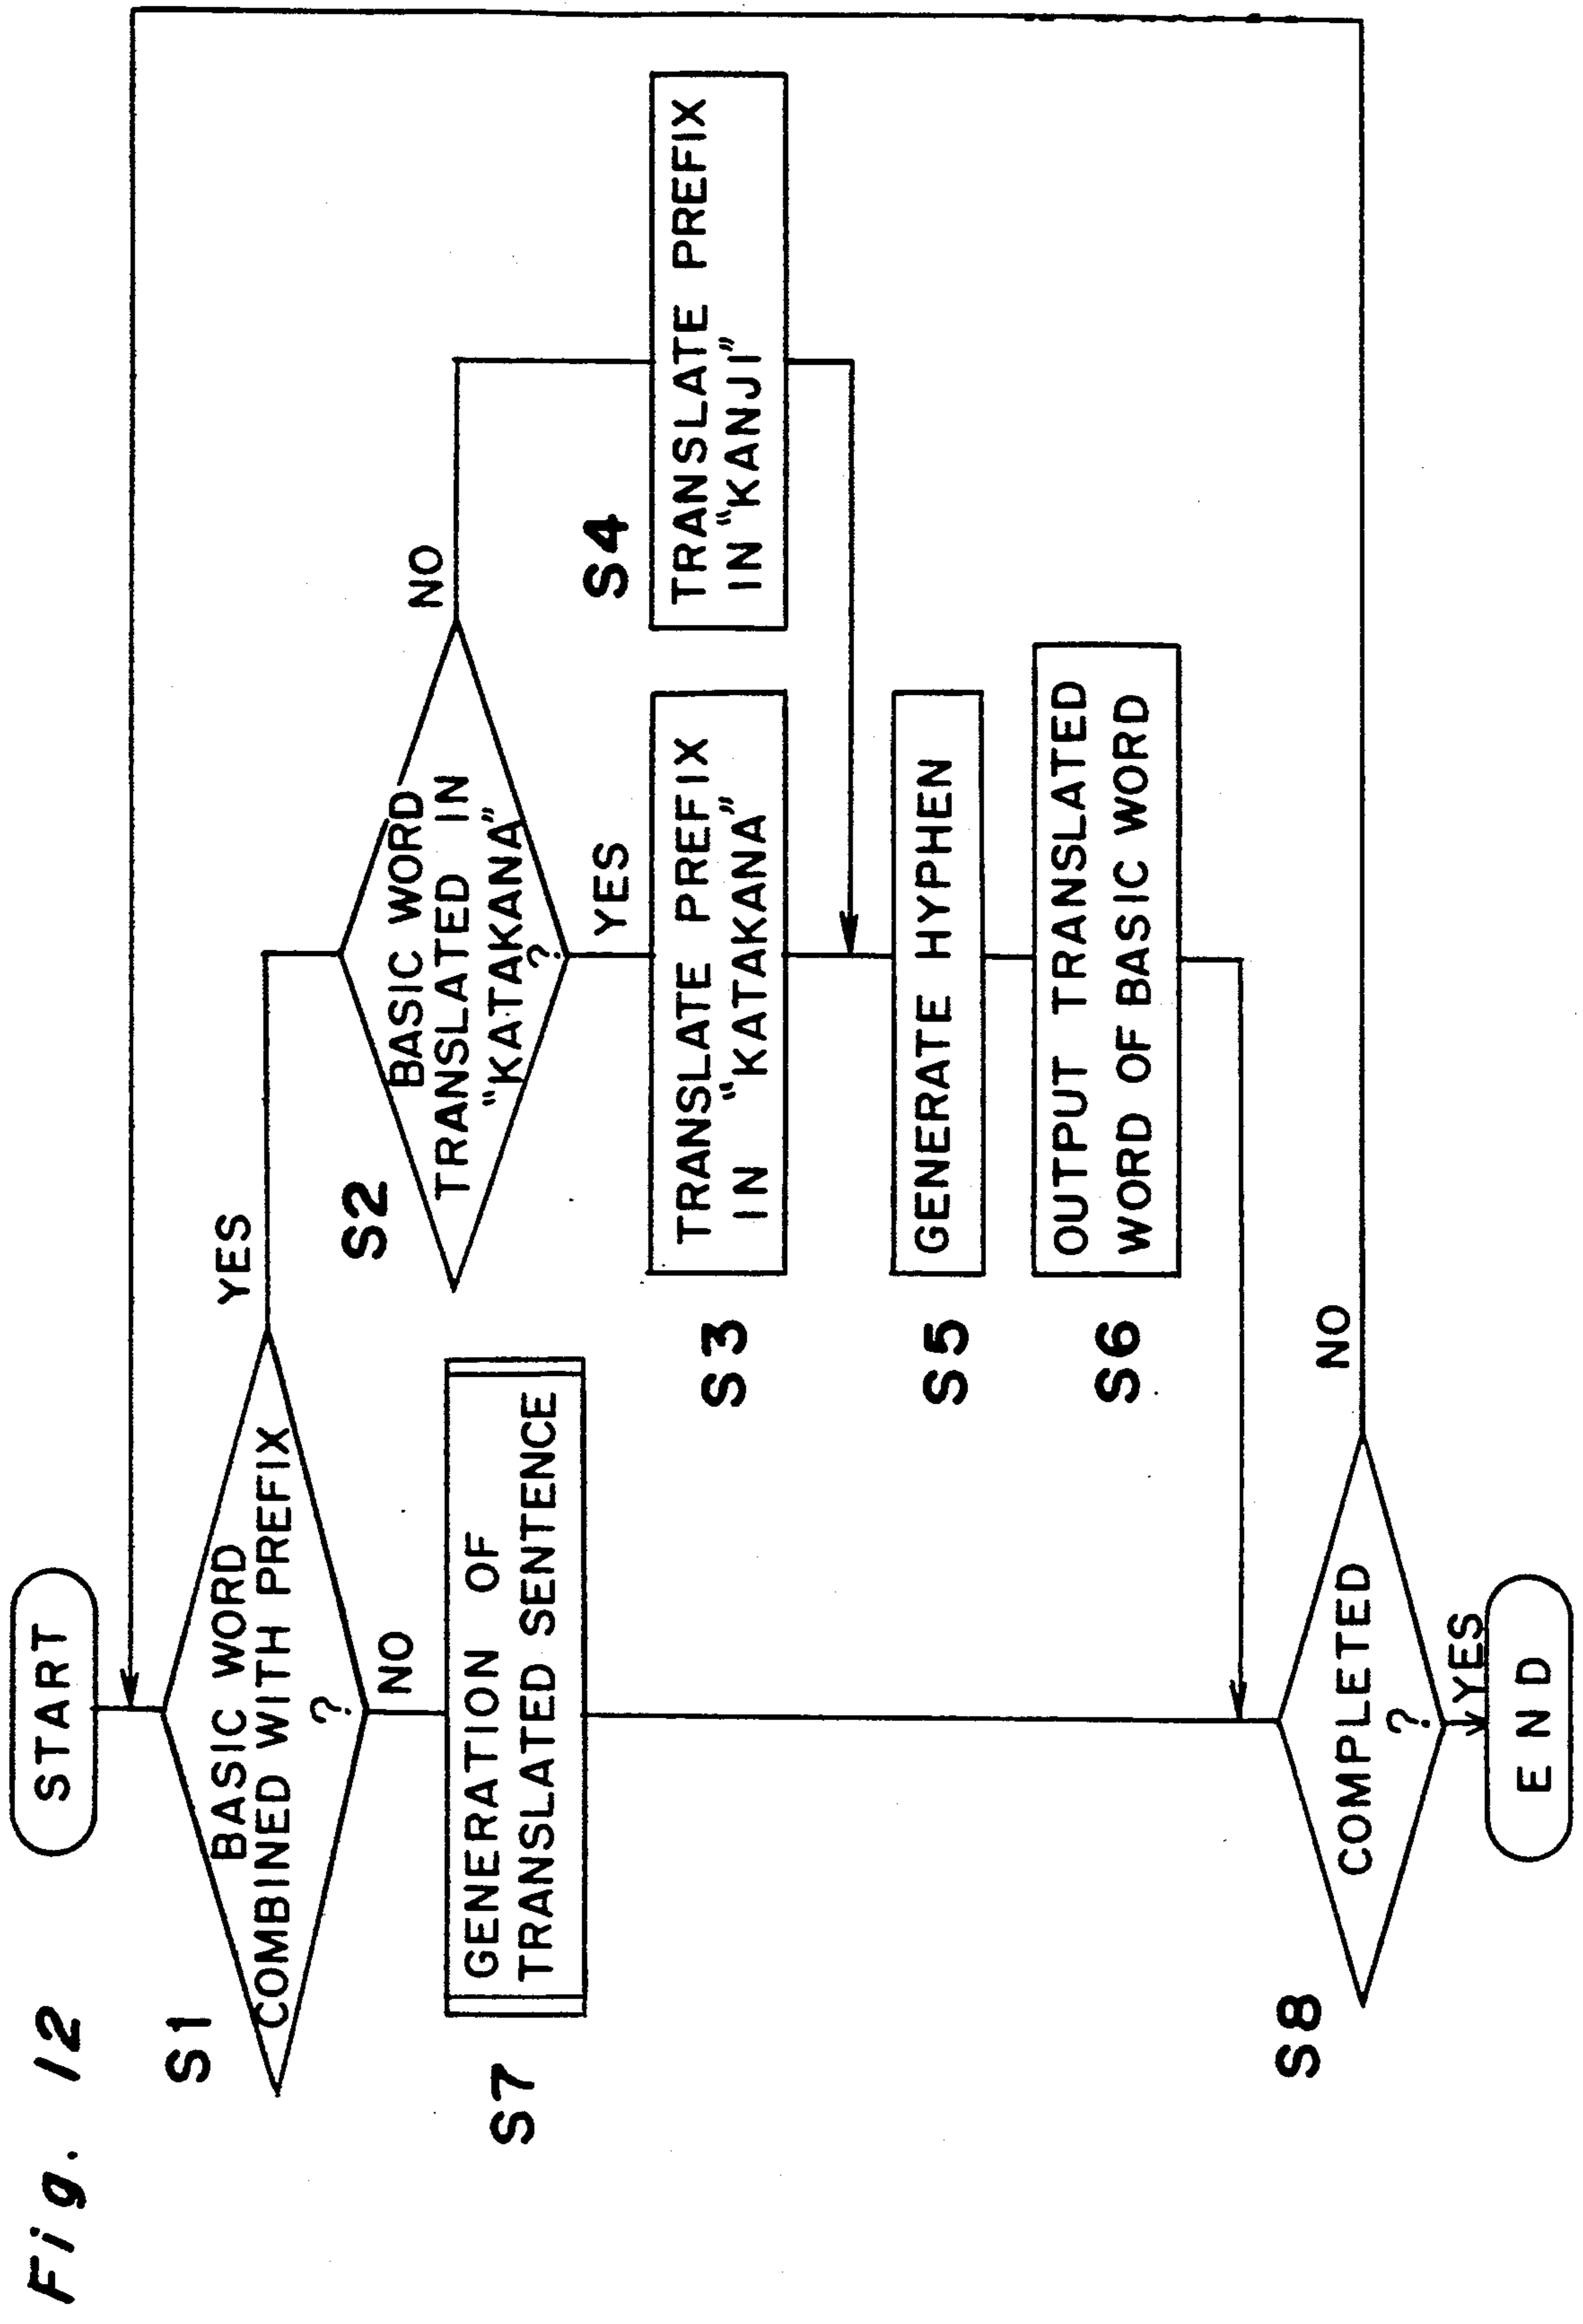 Fig. 12
START
S1
BASIC WORD
COMBINED WITH PREFIX
?
YES
NO
S7
GENERATION OF
TRANSLATED SENTENCE
S2
BASIC WORD
TRANSLATED IN
“KATAKANA”
?
NO
YES
S3
TRANSLATE PREFIX
IN “KATAKANA”
S4
TRANSLATE PREFIX
IN “KANJI”
S5
GENERATE HYPHEN
S6
OUTPUT TRANSLATED
WORD OF BASIC WORD
S8
COMPLETED
?
NO
YES
END